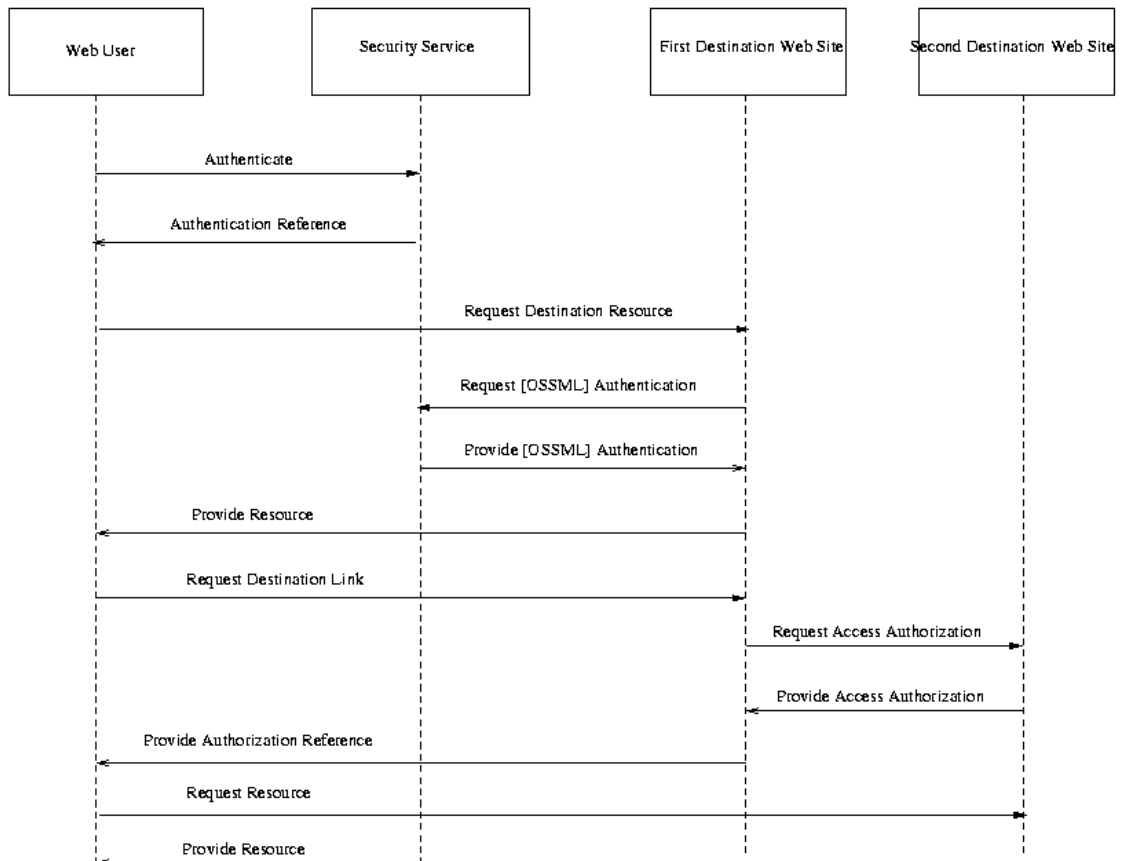 Web User
Security Service
First Destination Web Site
Second Destination Web Site
Authenticate
Authentication Reference
Request Destination Resource
Request [OSSML] Authentication
Provide [OSSML] Authentication
Provide Resource
Request Destination Link
Request Access Authorization
Provide Access Authorization
Provide Authorization Reference
Request Resource
Provide Resource